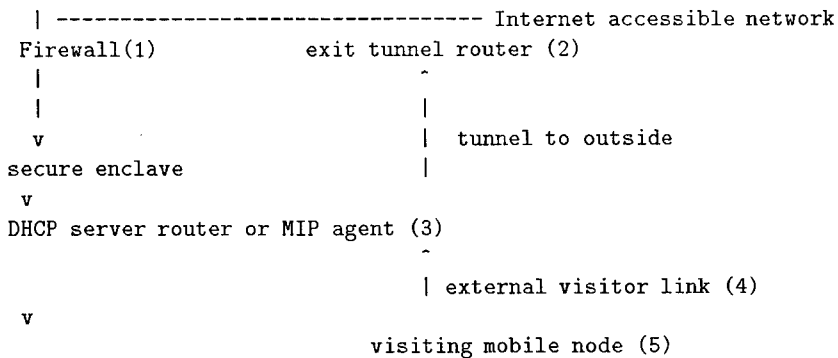 | ---------------------------------- Internet accessible network
Firewall(1) exit tunnel router (2)
| ^
| |
v | tunnel to outside
secure enclave |
v
DHCP server router or MIP agent (3)
^
| external visitor link (4)
v
visiting mobile node (5)